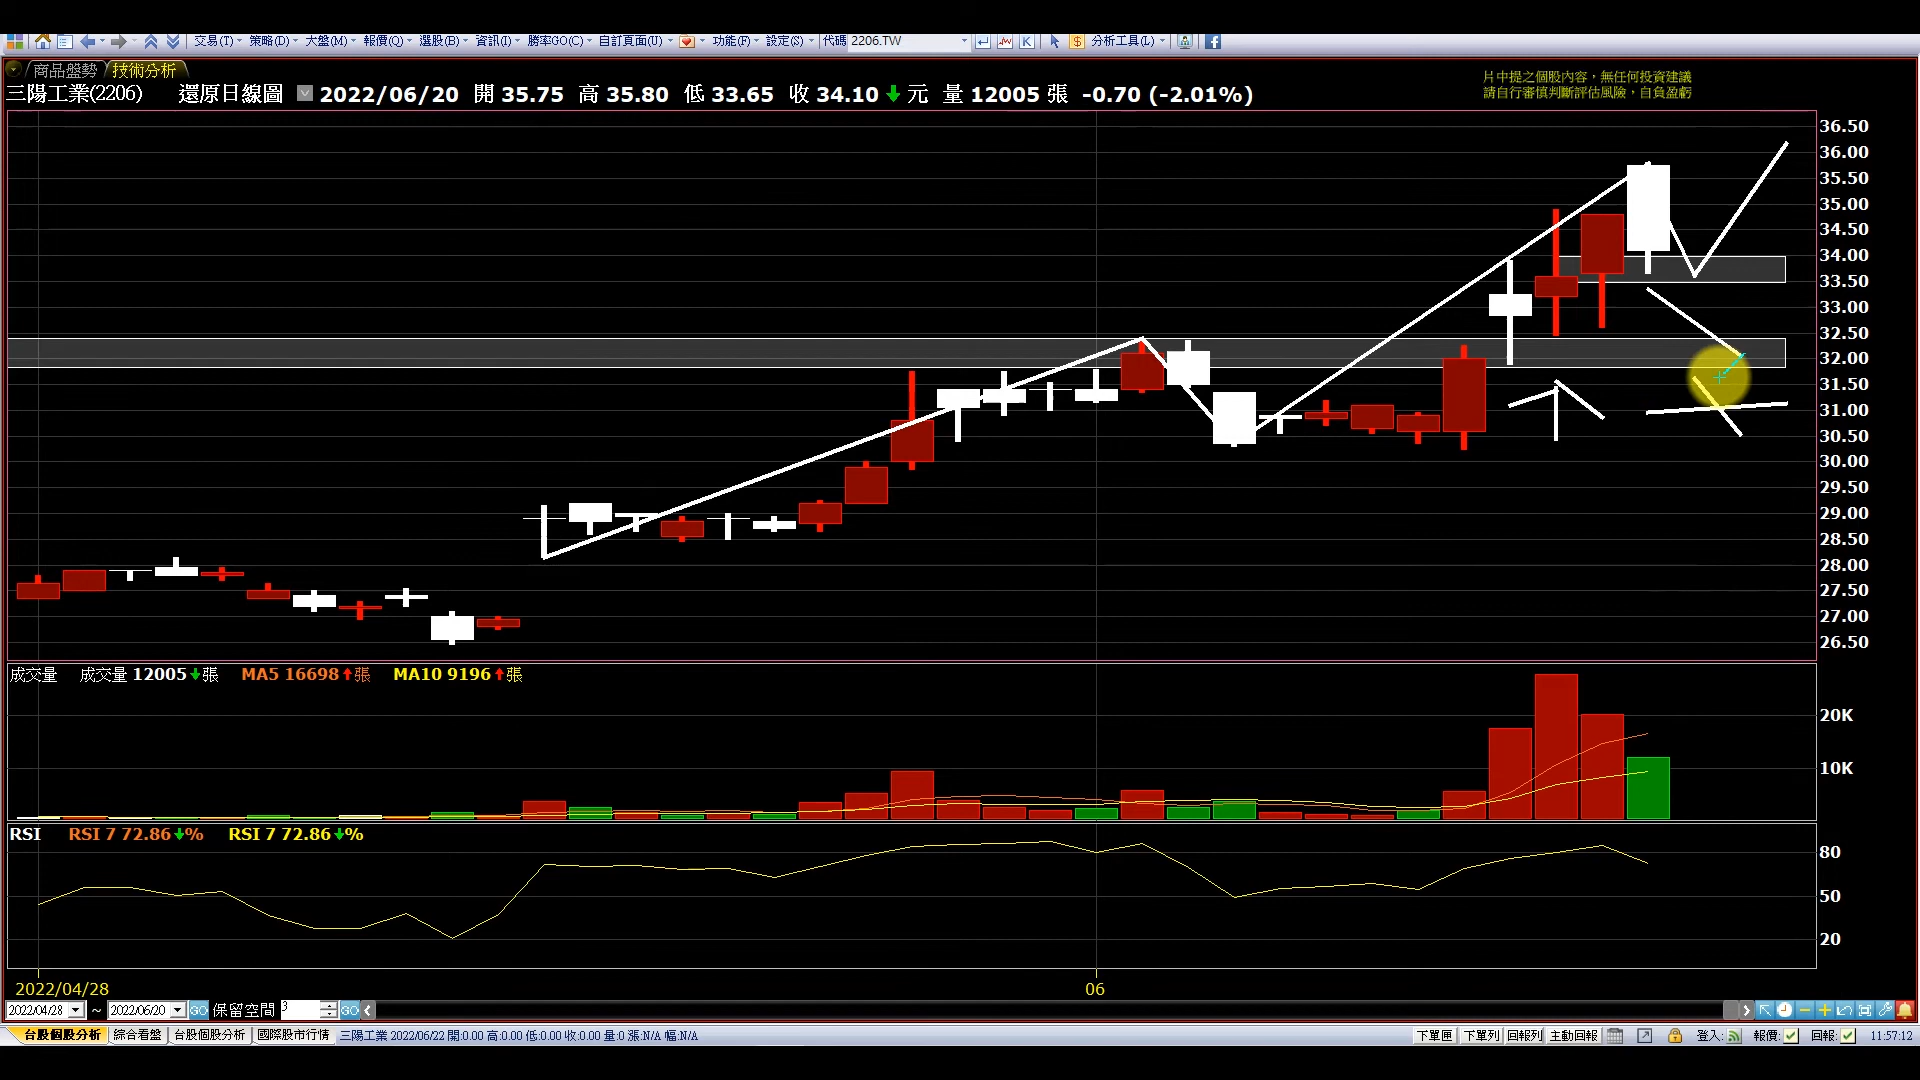 交易(T) 策略(D) 大盤(M) 報價(Q) 選股(B) 資訊(I) 勝率GO(C) 自訂頁面(U) 功能(F) 設定(S) 代碼 2206.TW K $ 分析工具(L)
商品盤勢 技術分析
片中提之個股內容，無任何投資建議
請自行審慎判斷評估風險，自負盈虧
三陽工業(2206) 還原日線圖 2022/06/20 開 35.75 高 35.80 低 33.65 收 34.10 元 量 12005 張 -0.70 (-2.01%)
36.50
36.00
35.50
35.00
34.50
34.00
33.50
33.00
32.50
32.00
31.50
31.00
30.50
30.00
29.50
29.00
28.50
28.00
27.50
27.00
26.50
成交量 成交量 12005 張 MA5 16698 張 MA10 9196 張
20K
10K
RSI RSI 7 72.86 % RSI 7 72.86 %
80
50
20
2022/04/28 06
2022/04/28 ~ 2022/06/20 GO 保留空間 3 GO
台股個股分析 綜合看盤 台股個股分析 國際股市行情 三陽工業 2022/06/22 開:0.00 高:0.00 低:0.00 收:0.00 量:0 漲:N/A 幅:N/A 下單匣 下單列 回報列 主動回報 登入: 報價: 回報: 11:57:12